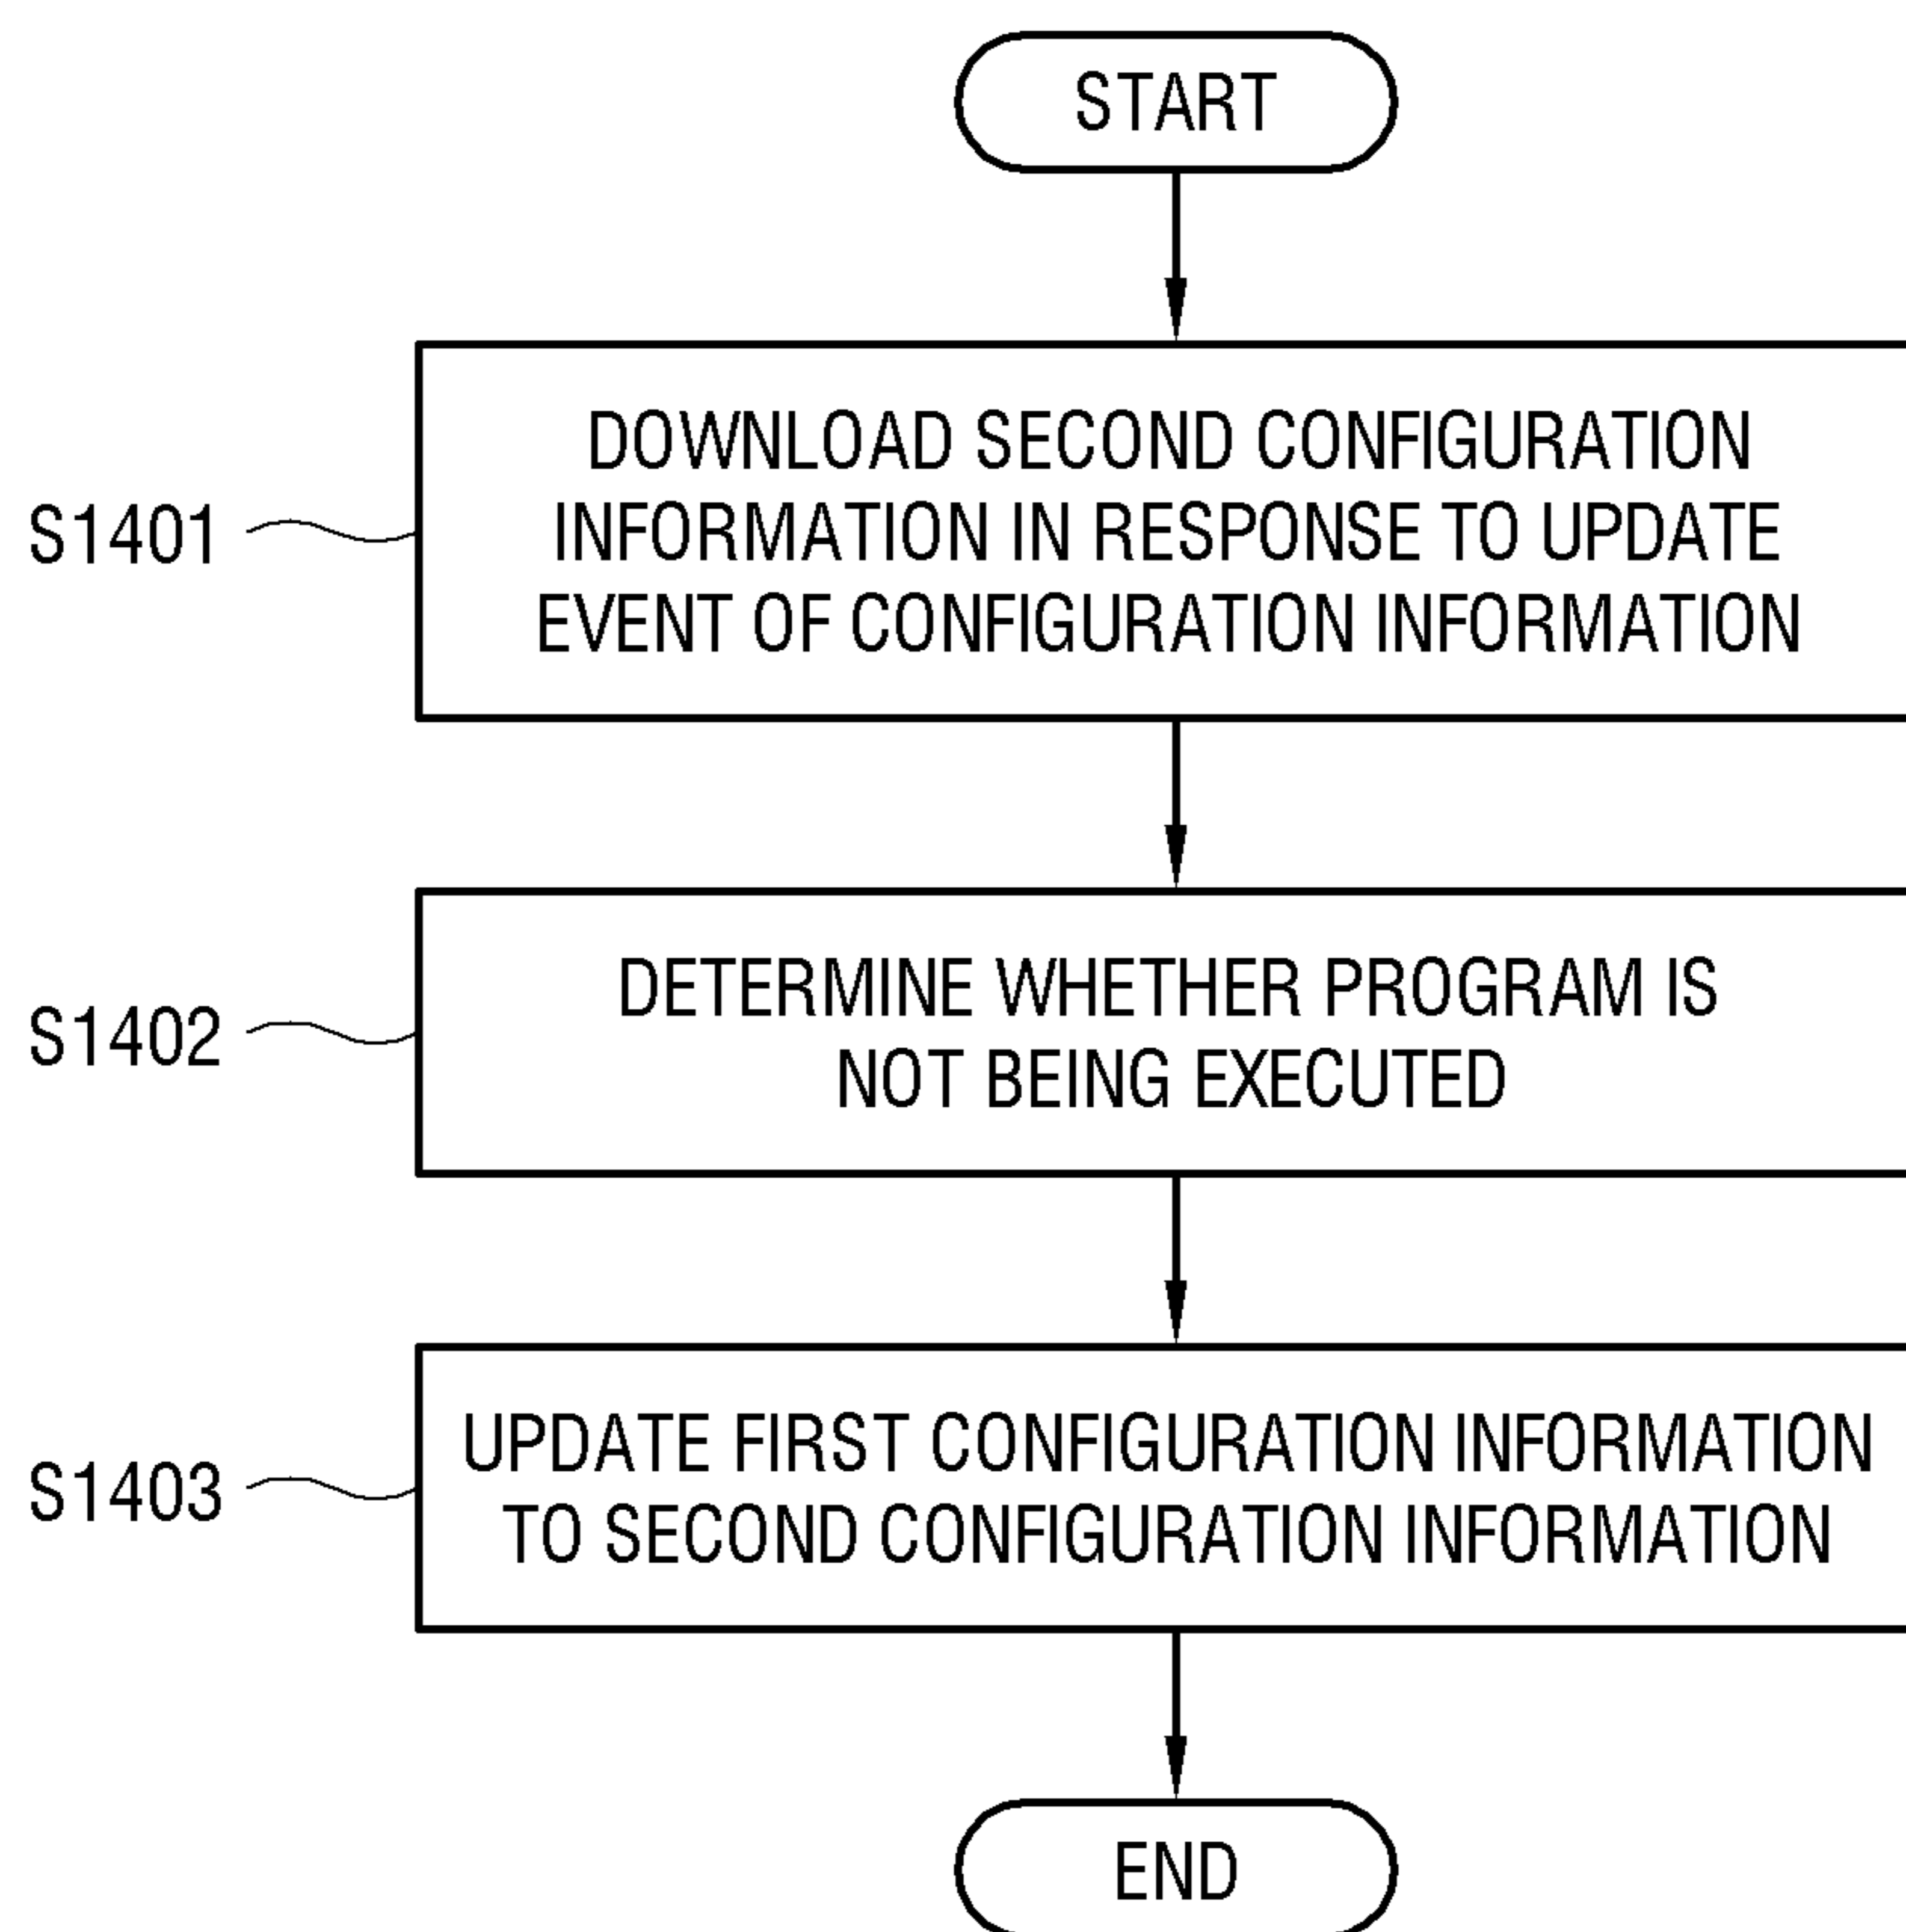 START
DOWNLOAD SECOND CONFIGURATION
INFORMATION IN RESPONSE TO UPDATE
EVENT OF CONFIGURATION INFORMATION
S1401
DETERMINE WHETHER PROGRAM IS
NOT BEING EXECUTED
S1402
UPDATE FIRST CONFIGURATION INFORMATION
TO SECOND CONFIGURATION INFORMATION
S1403
END